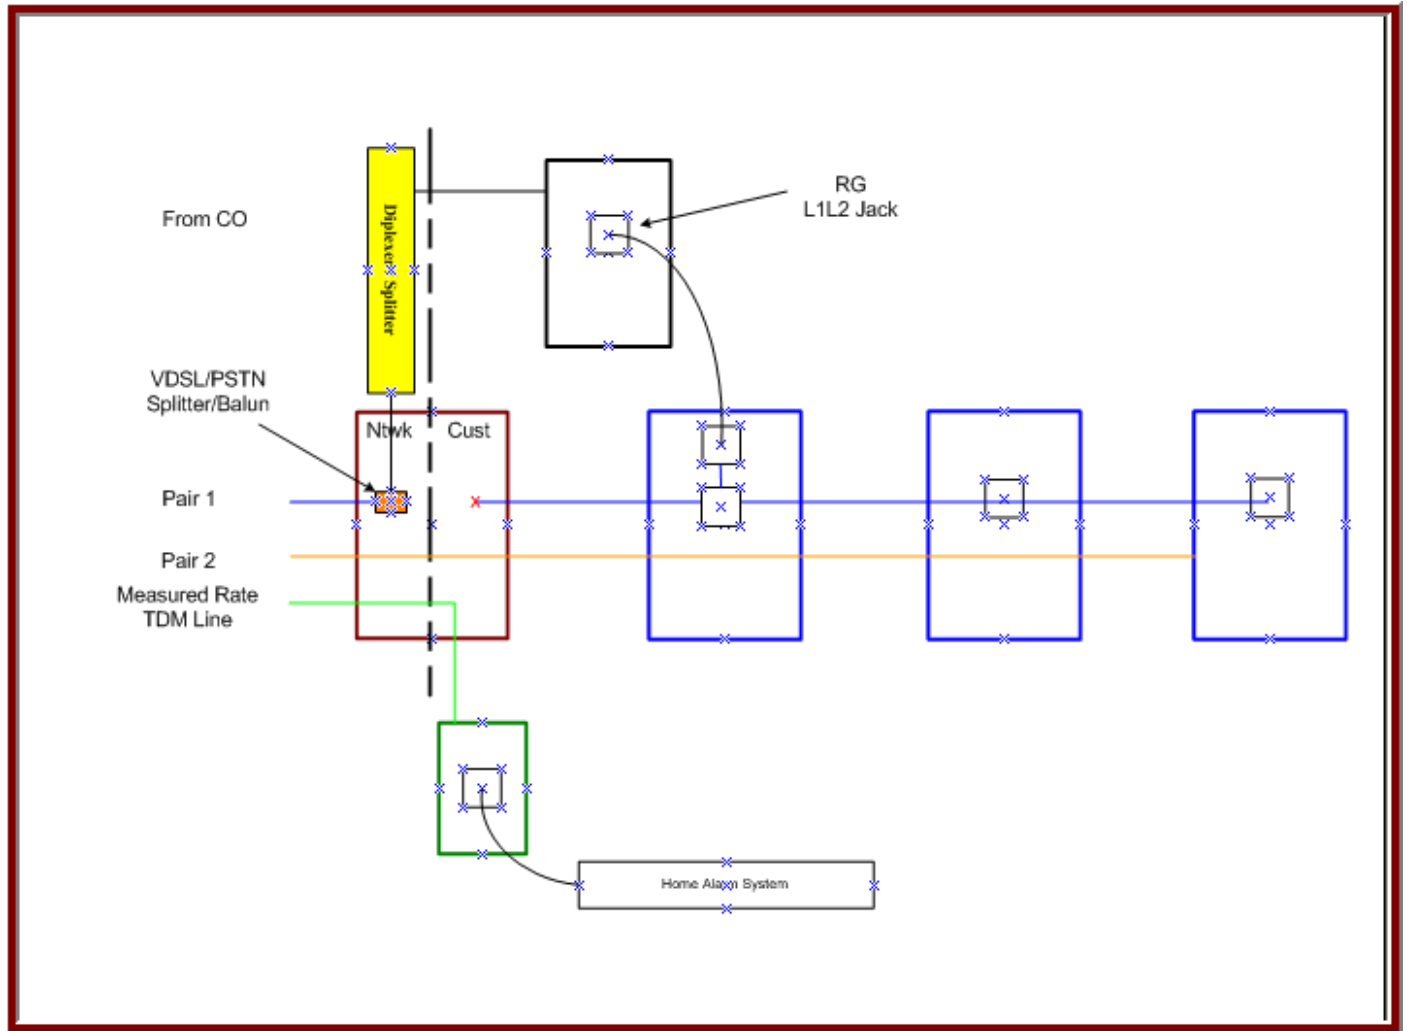 From CO
Diplexer Splitter
RG
L1L2 Jack
VDSL/PSTN
Splitter/Balun
Ntwk
Cust
Pair 1
Pair 2
Measured Rate
TDM Line
Home Alarm System